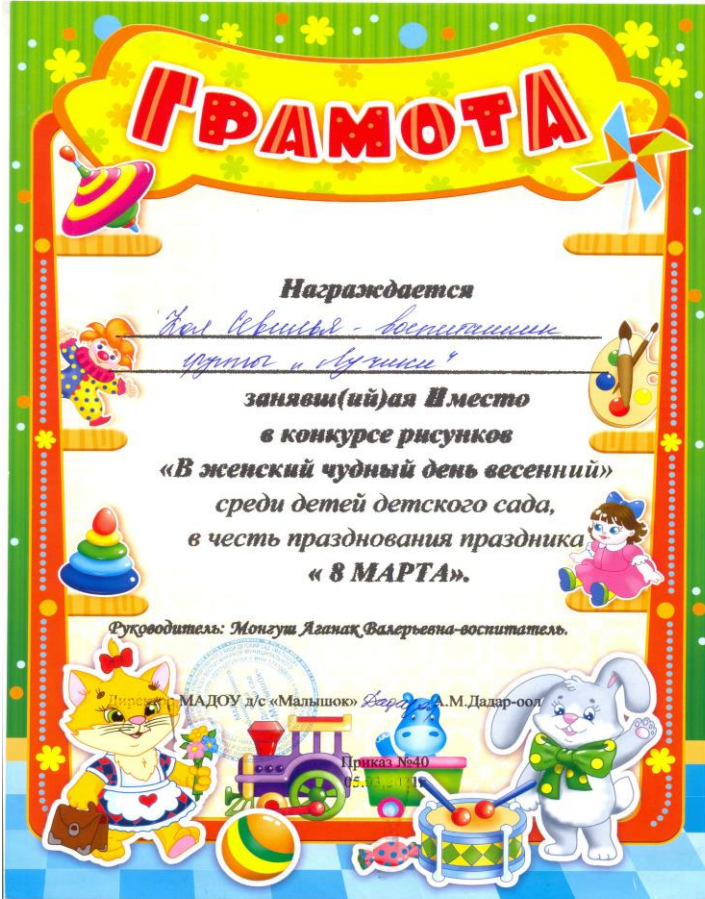 ГРАМОТА
Награждается
Севилья - воспитанник
группы "Лучики"
занявш(ий)ая II место
в конкурсе рисунков
«В женский чудный день весенний»
среди детей детского сада,
в честь празднования праздника
« 8 МАРТА».
Руководитель: Монгуш Аганак Валерьевна-воспитатель.
Директор МАДОУ д/с «Малышок» А.М.Дадар-оол
Приказ №40